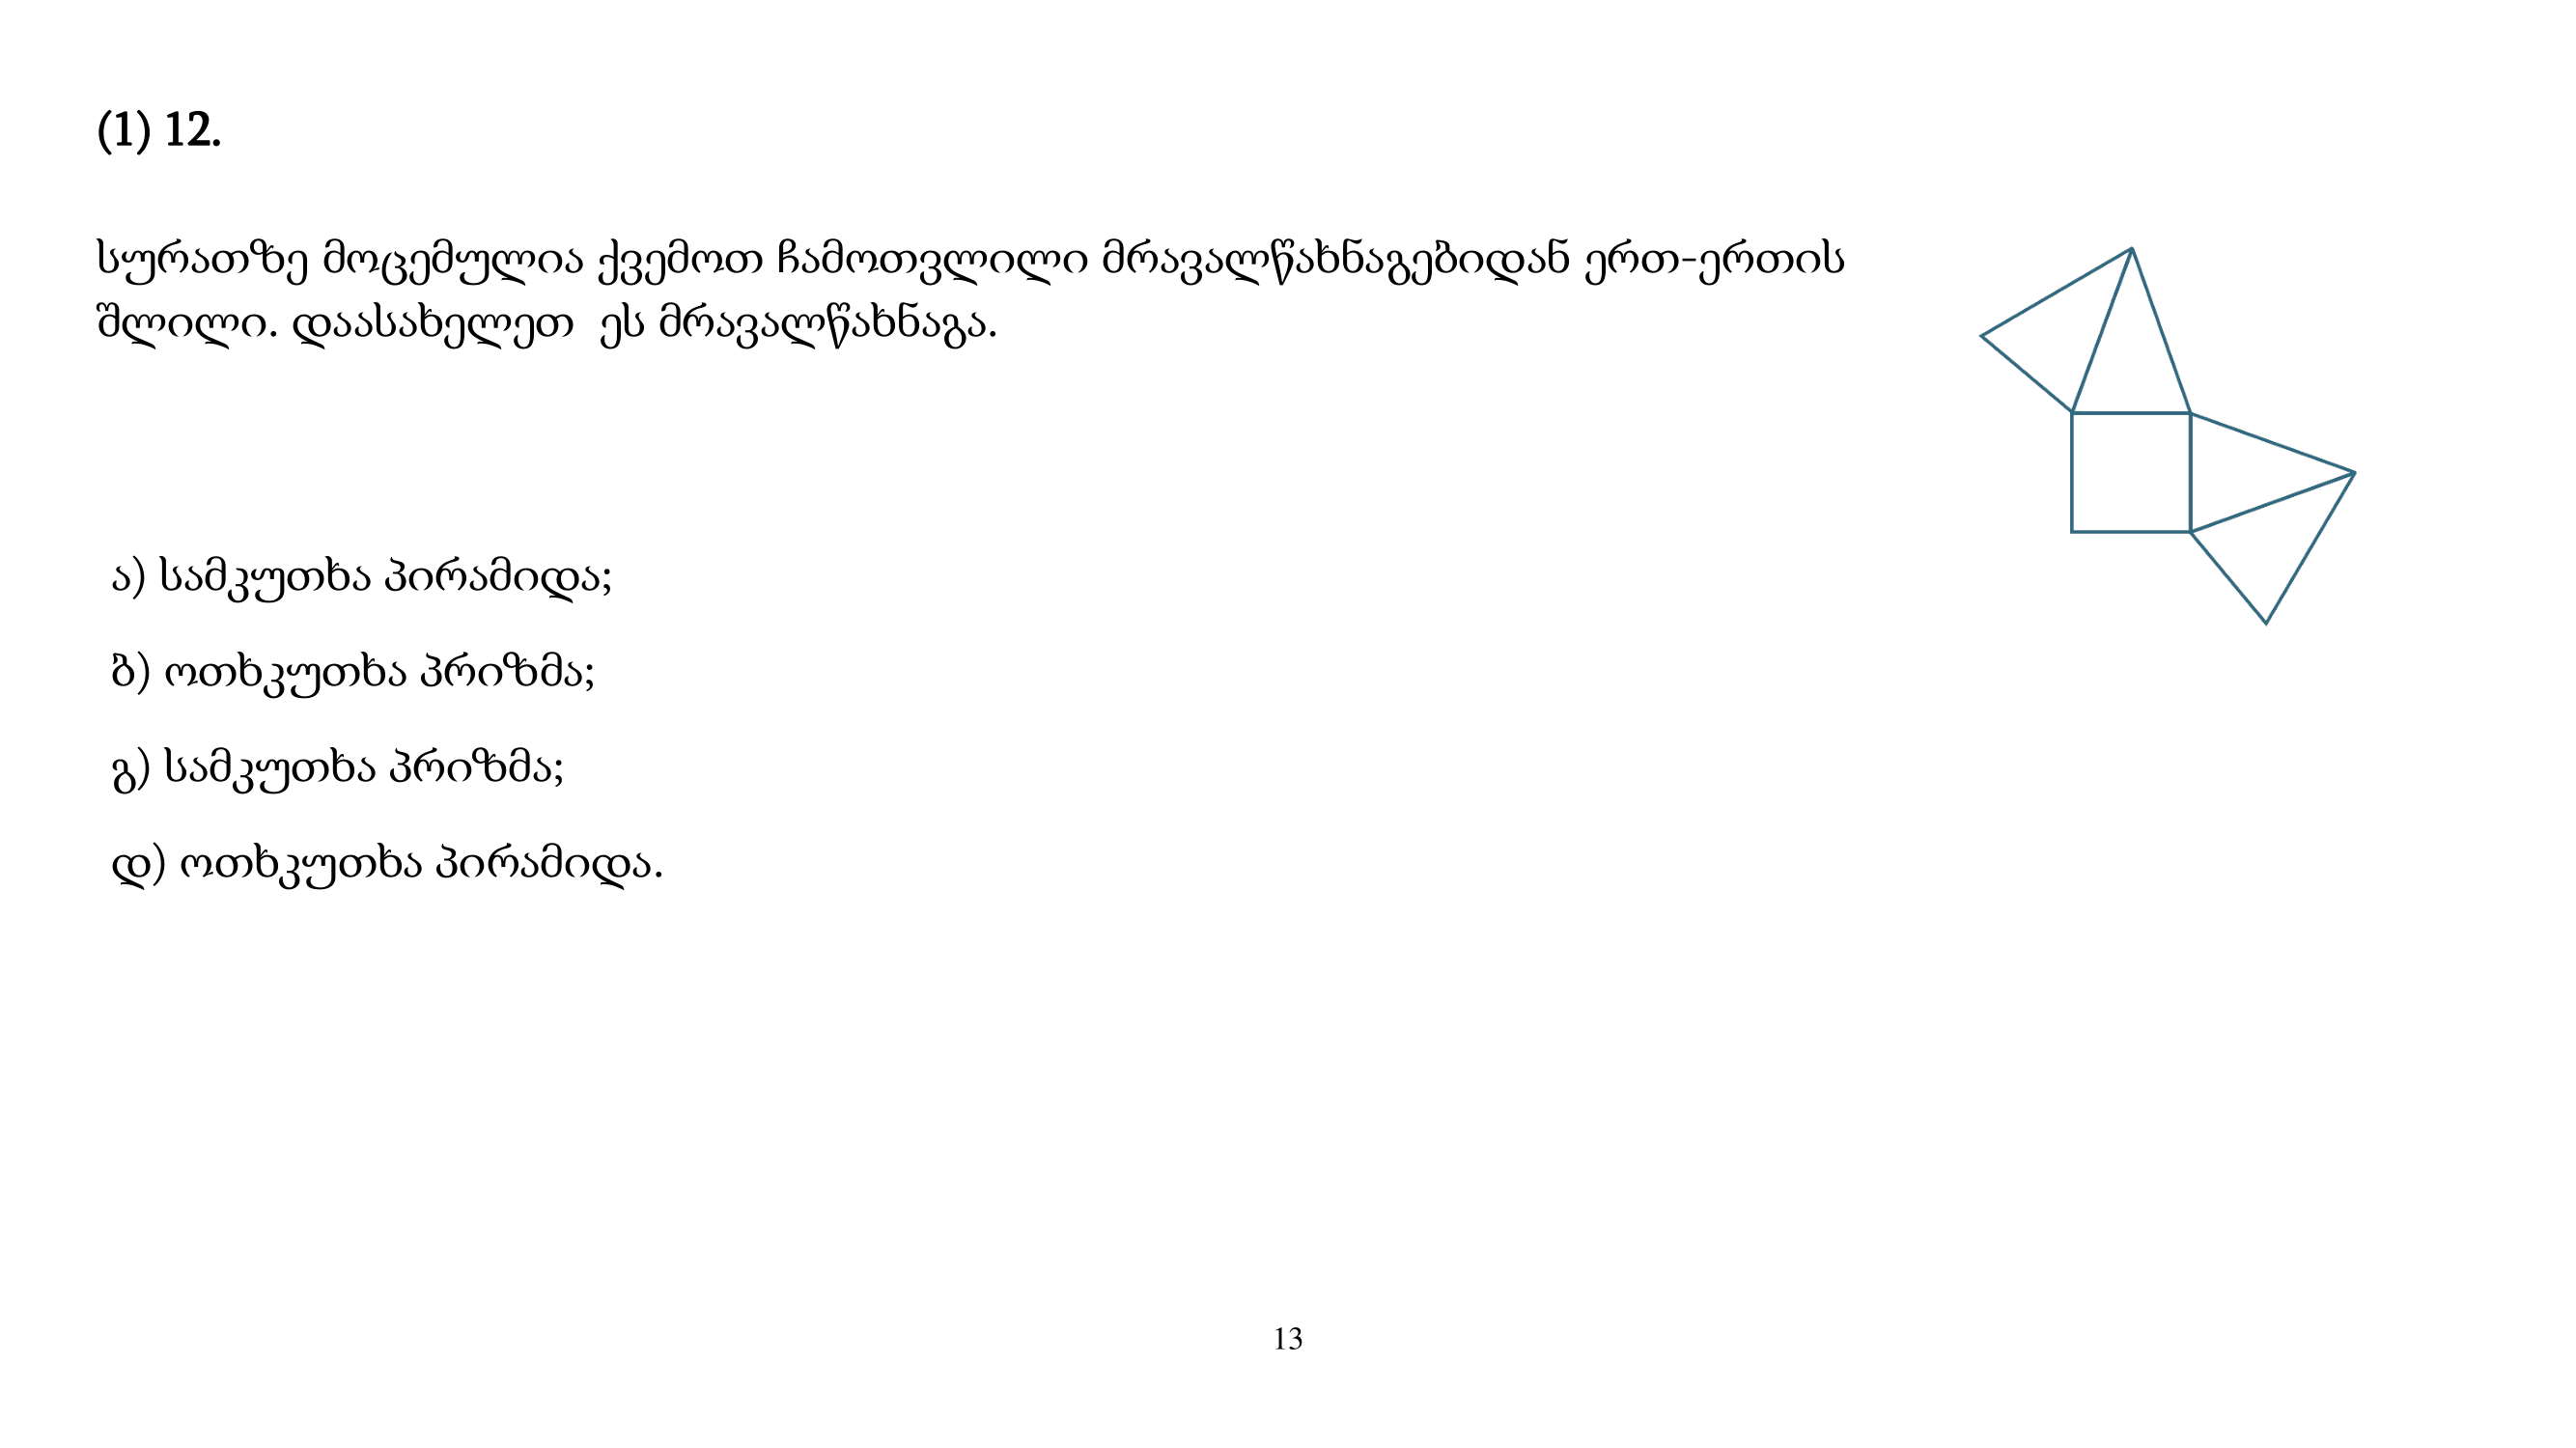 (1) 12.
სურათზე მოცემულია ქვემოთ ჩამოთვლილი მრავალწახნაგებიდან ერთ-ერთის
შლილი. დაასახელეთ ეს მრავალწახნაგა.
ა) სამკუთხა პირამიდა;
ბ) ოთხკუთხა პრიზმა;
გ) სამკუთხა პრიზმა;
დ) ოთხკუთხა პირამიდა.
13